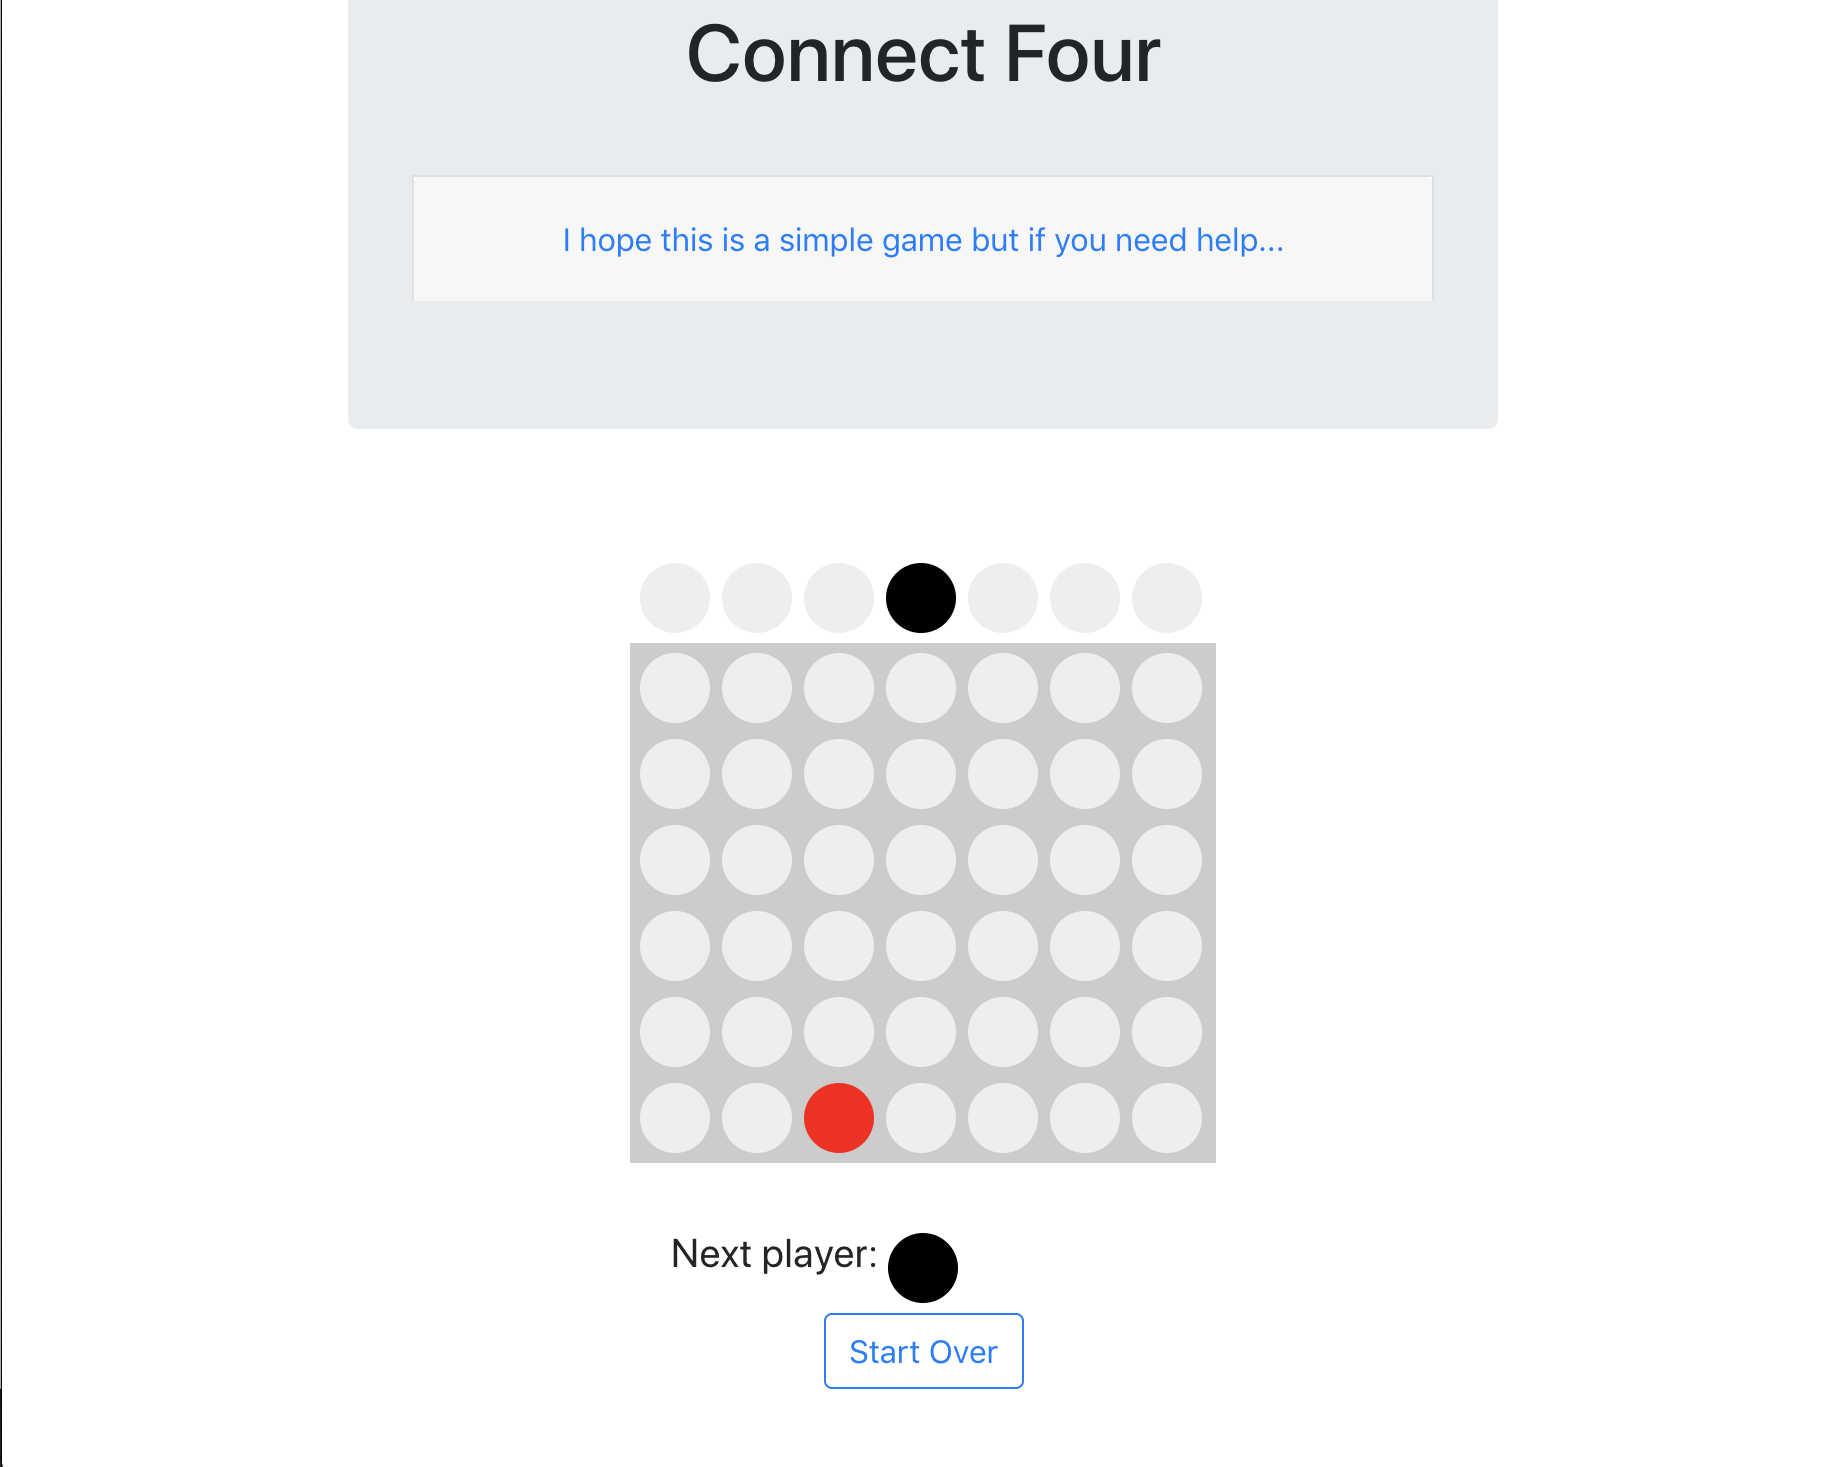 Connect Four
I hope this is a simple game but if you need help...
Next player:
Start Over